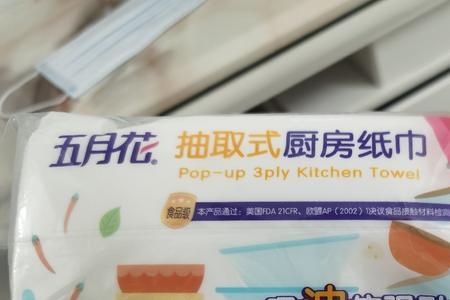 五月花 抽取式厨房纸巾
Pop-up 3ply Kitchen Towel
食品级
本产品通过：美国FDA 21CFR、欧盟AP（2002）1决议食品接触材料检测
油